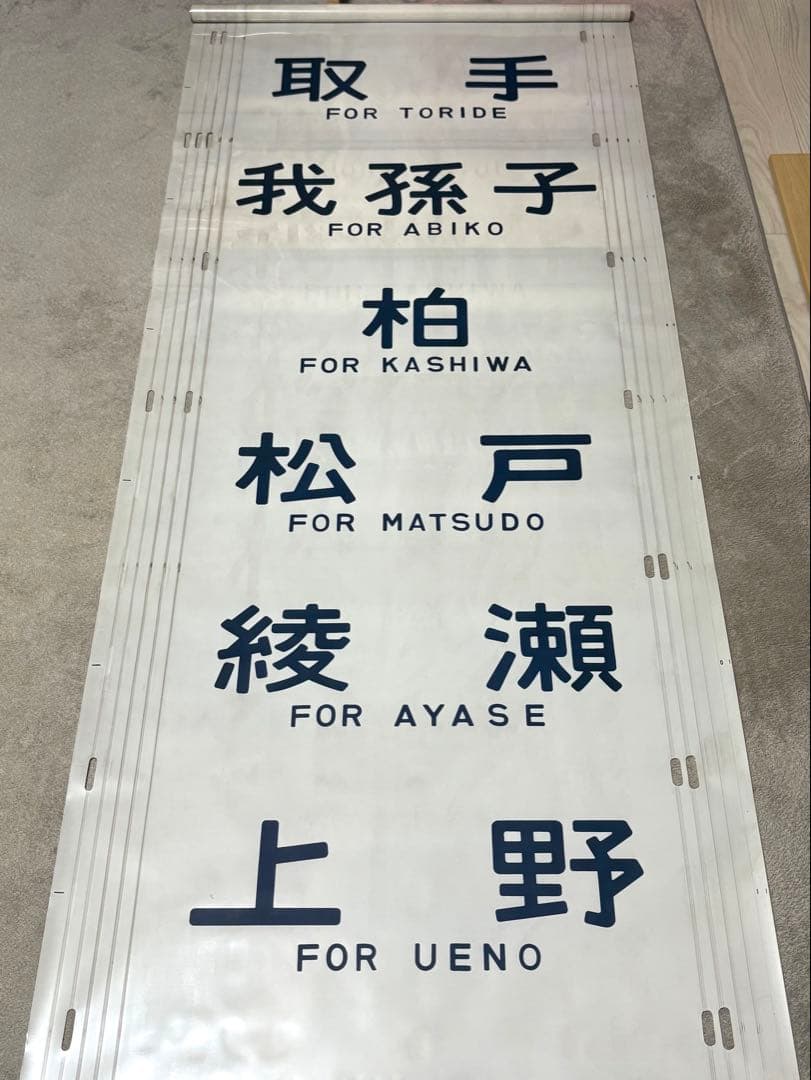 取手
FOR TORIDE
我孫子
FOR ABIKO
柏
FOR KASHIWA
松戸
FOR MATSUDO
綾瀬
FOR AYASE
上野
FOR UENO